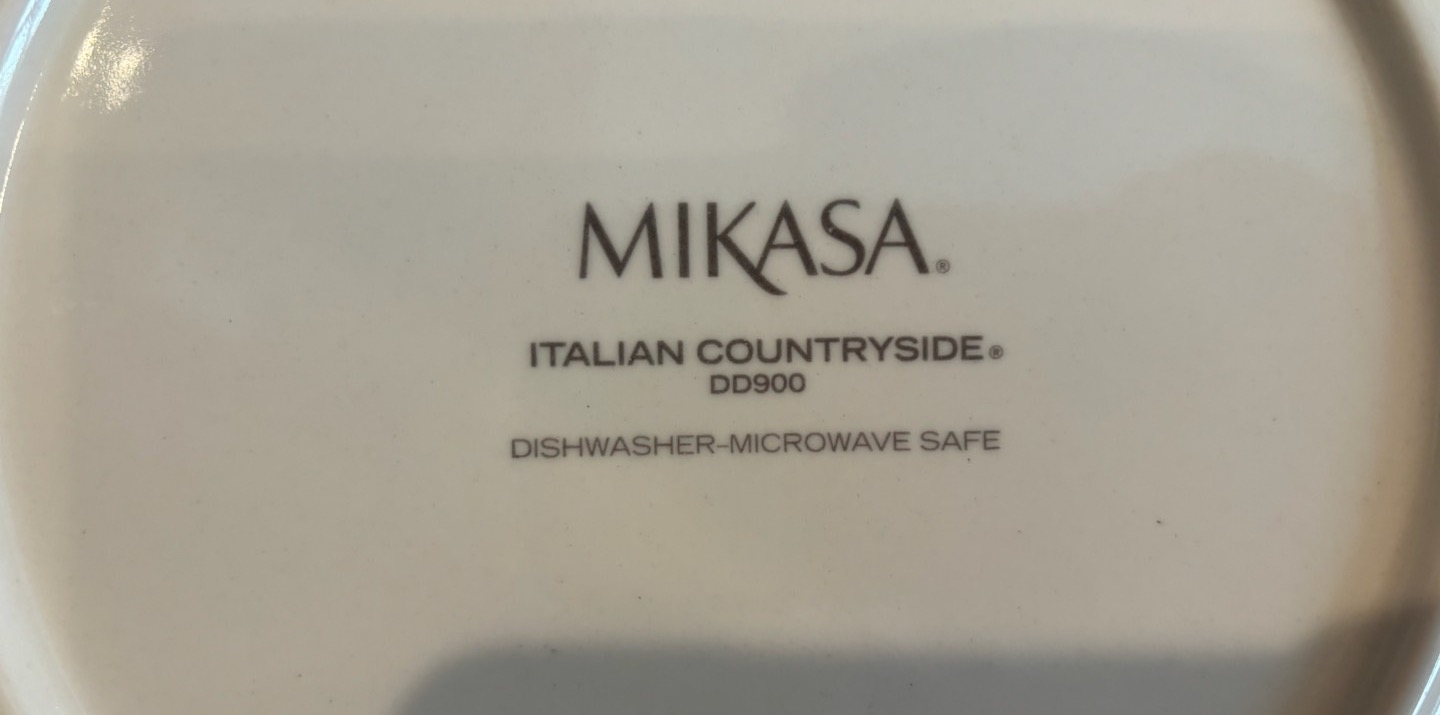 MIKASA®
ITALIAN COUNTRYSIDE®
DD900
DISHWASHER–MICROWAVE SAFE